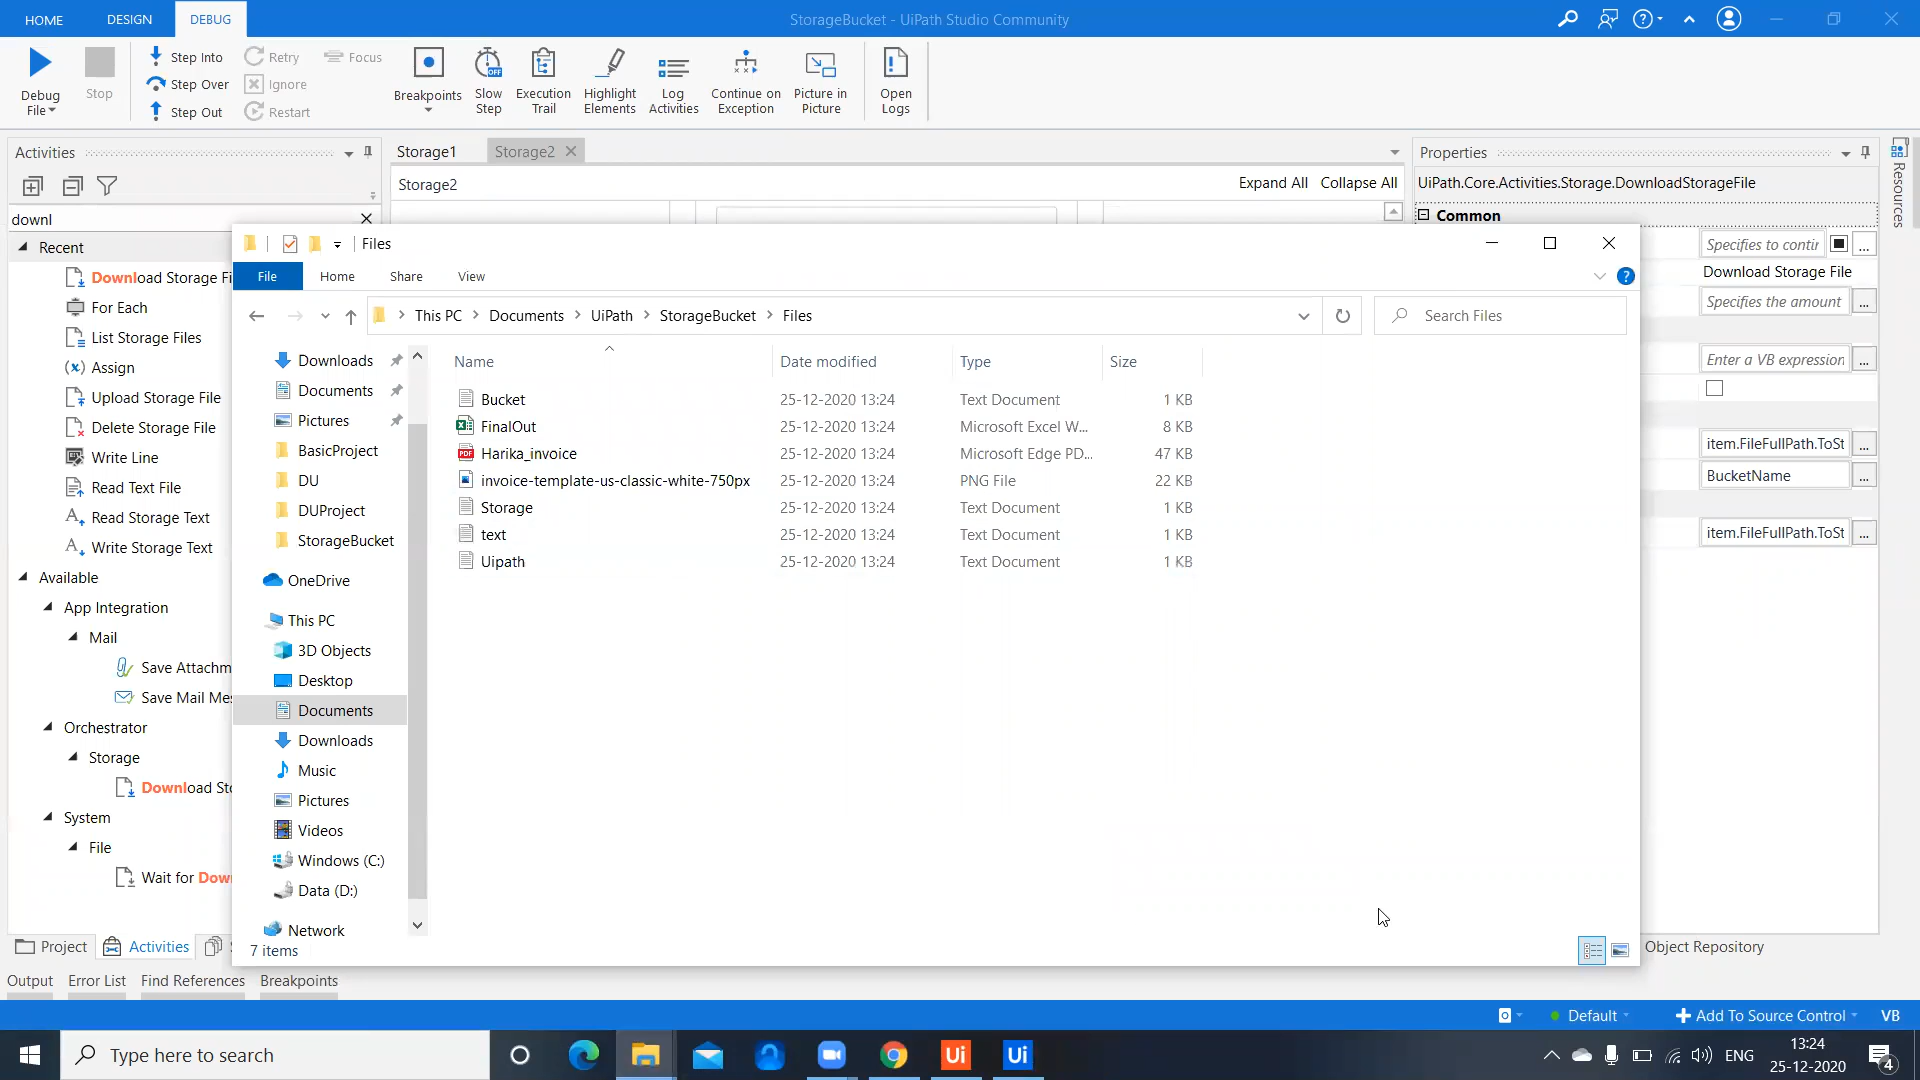 HOME DESIGN DEBUG StorageBucket - UiPath Studio Community
Debug File
Stop
Step Into
Step Over
Step Out
Retry
Ignore
Restart
Focus
Breakpoints
Slow Step
Execution Trail
Highlight Elements
Log Activities
Continue on Exception
Picture in Picture
Open Logs
Activities
downl
Recent
Download Storage Fi
For Each
List Storage Files
Assign
Upload Storage File
Delete Storage File
Write Line
Read Text File
Read Storage Text
Write Storage Text
Available
App Integration
Mail
Save Attachm
Save Mail Mes
Orchestrator
Storage
Download Sto
System
File
Wait for Down
Project Activities
Storage1 Storage2
Storage2 Expand All Collapse All
Files
File Home Share View
This PC Documents UiPath StorageBucket Files
Search Files
Downloads
Documents
Pictures
BasicProject
DU
DUProject
StorageBucket
OneDrive
This PC
3D Objects
Desktop
Documents
Downloads
Music
Pictures
Videos
Windows (C:)
Data (D:)
Network
Name Date modified Type Size
Bucket 25-12-2020 13:24 Text Document 1 KB
FinalOut 25-12-2020 13:24 Microsoft Excel W... 8 KB
Harika_invoice 25-12-2020 13:24 Microsoft Edge PD... 47 KB
invoice-template-us-classic-white-750px 25-12-2020 13:24 PNG File 22 KB
Storage 25-12-2020 13:24 Text Document 1 KB
text 25-12-2020 13:24 Text Document 1 KB
Uipath 25-12-2020 13:24 Text Document 1 KB
7 items
Properties
UiPath.Core.Activities.Storage.DownloadStorageFile
Common
Specifies to contin ...
Download Storage File
Specifies the amount ...
Enter a VB expression ...
item.FileFullPath.ToSt ...
BucketName ...
item.FileFullPath.ToSt ...
Resources
Object Repository
Output Error List Find References Breakpoints
Default Add To Source Control VB
Type here to search
ENG
13:24
25-12-2020
4